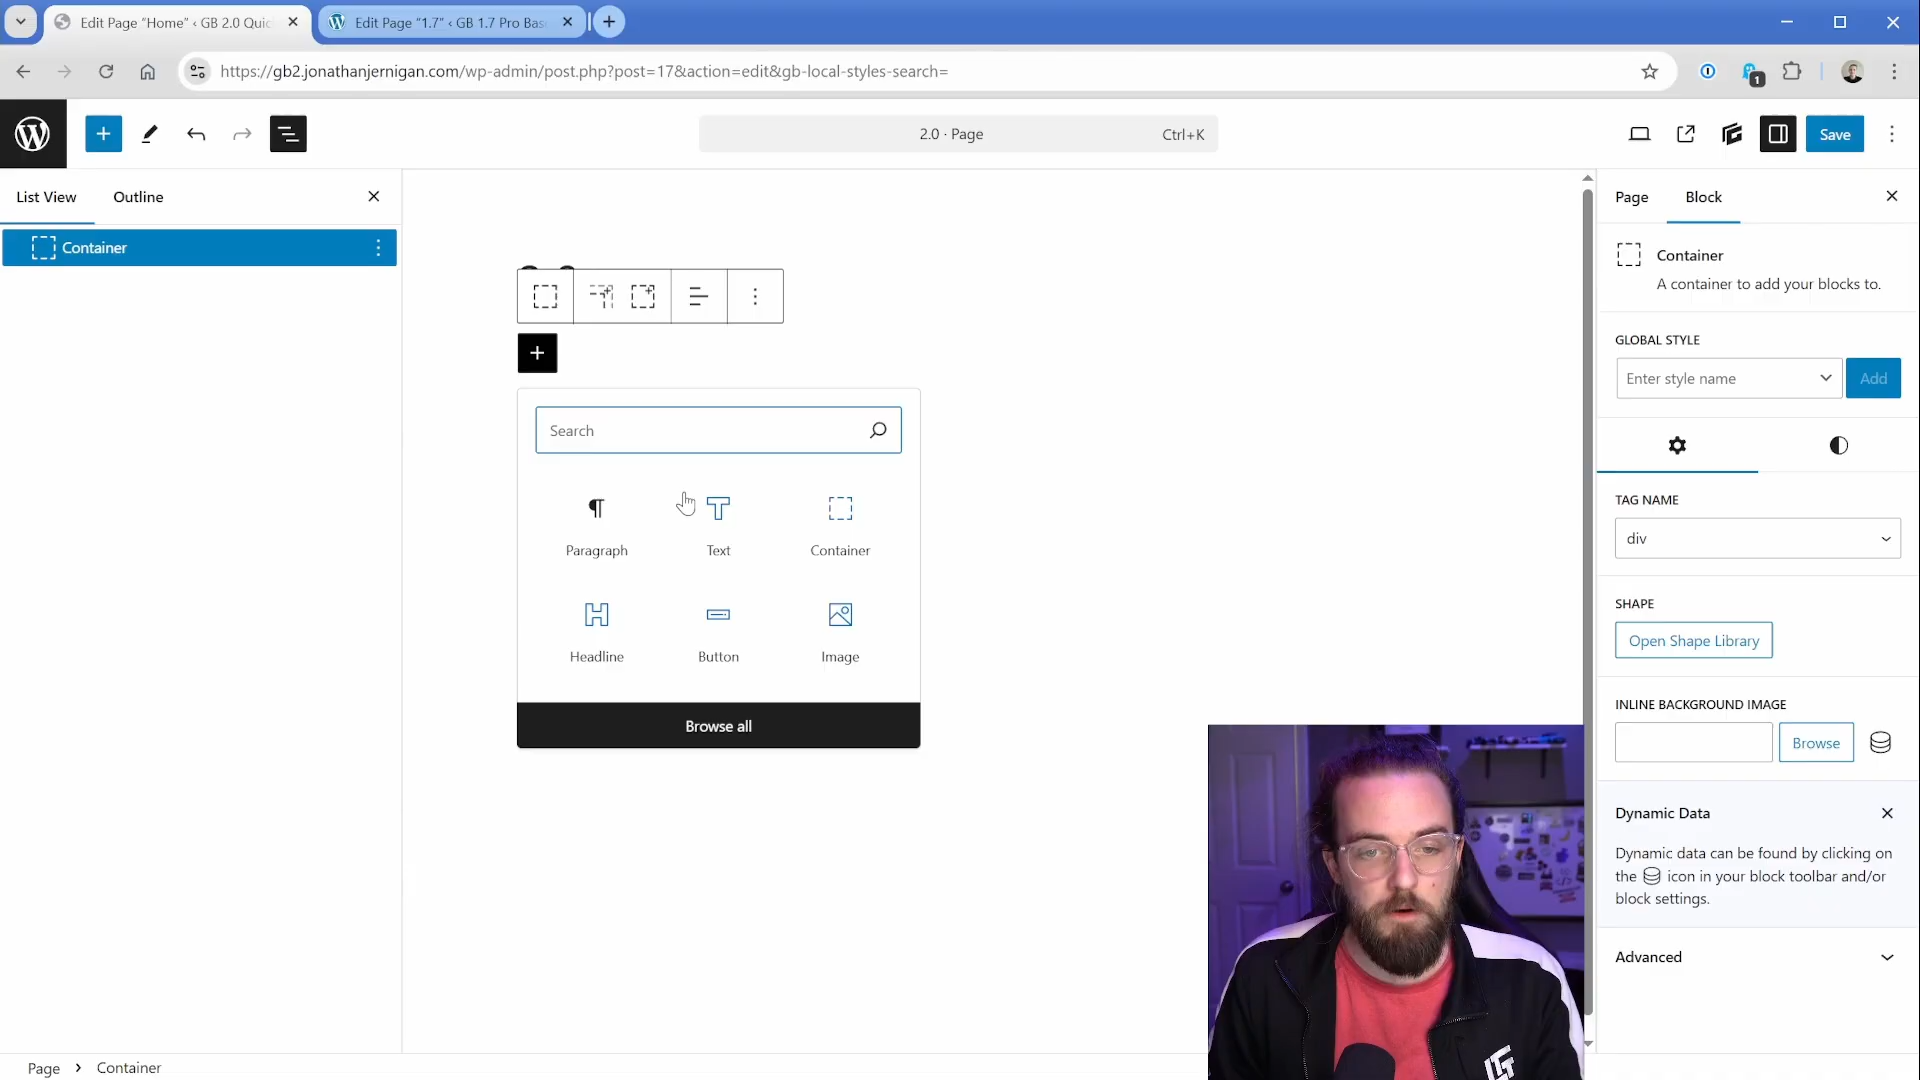 Edit Page “Home” ‹ GB 2.0 Quic
Edit Page “1.7” ‹ GB 1.7 Pro Bas
https://gb2.jonathanjernigan.com/wp-admin/post.php?post=17&action=edit&gb-local-styles-search=
1
2.0 · Page
Ctrl+K
Save
List View
Outline
Container
Search
Paragraph
Text
Container
Headline
Button
Image
Browse all
Page
Block
Container
A container to add your blocks to.
GLOBAL STYLE
Enter style name
Add
TAG NAME
div
SHAPE
Open Shape Library
INLINE BACKGROUND IMAGE
Browse
Dynamic Data
Dynamic data can be found by clicking on
the icon in your block toolbar and/or
block settings.
Advanced
Page › Container